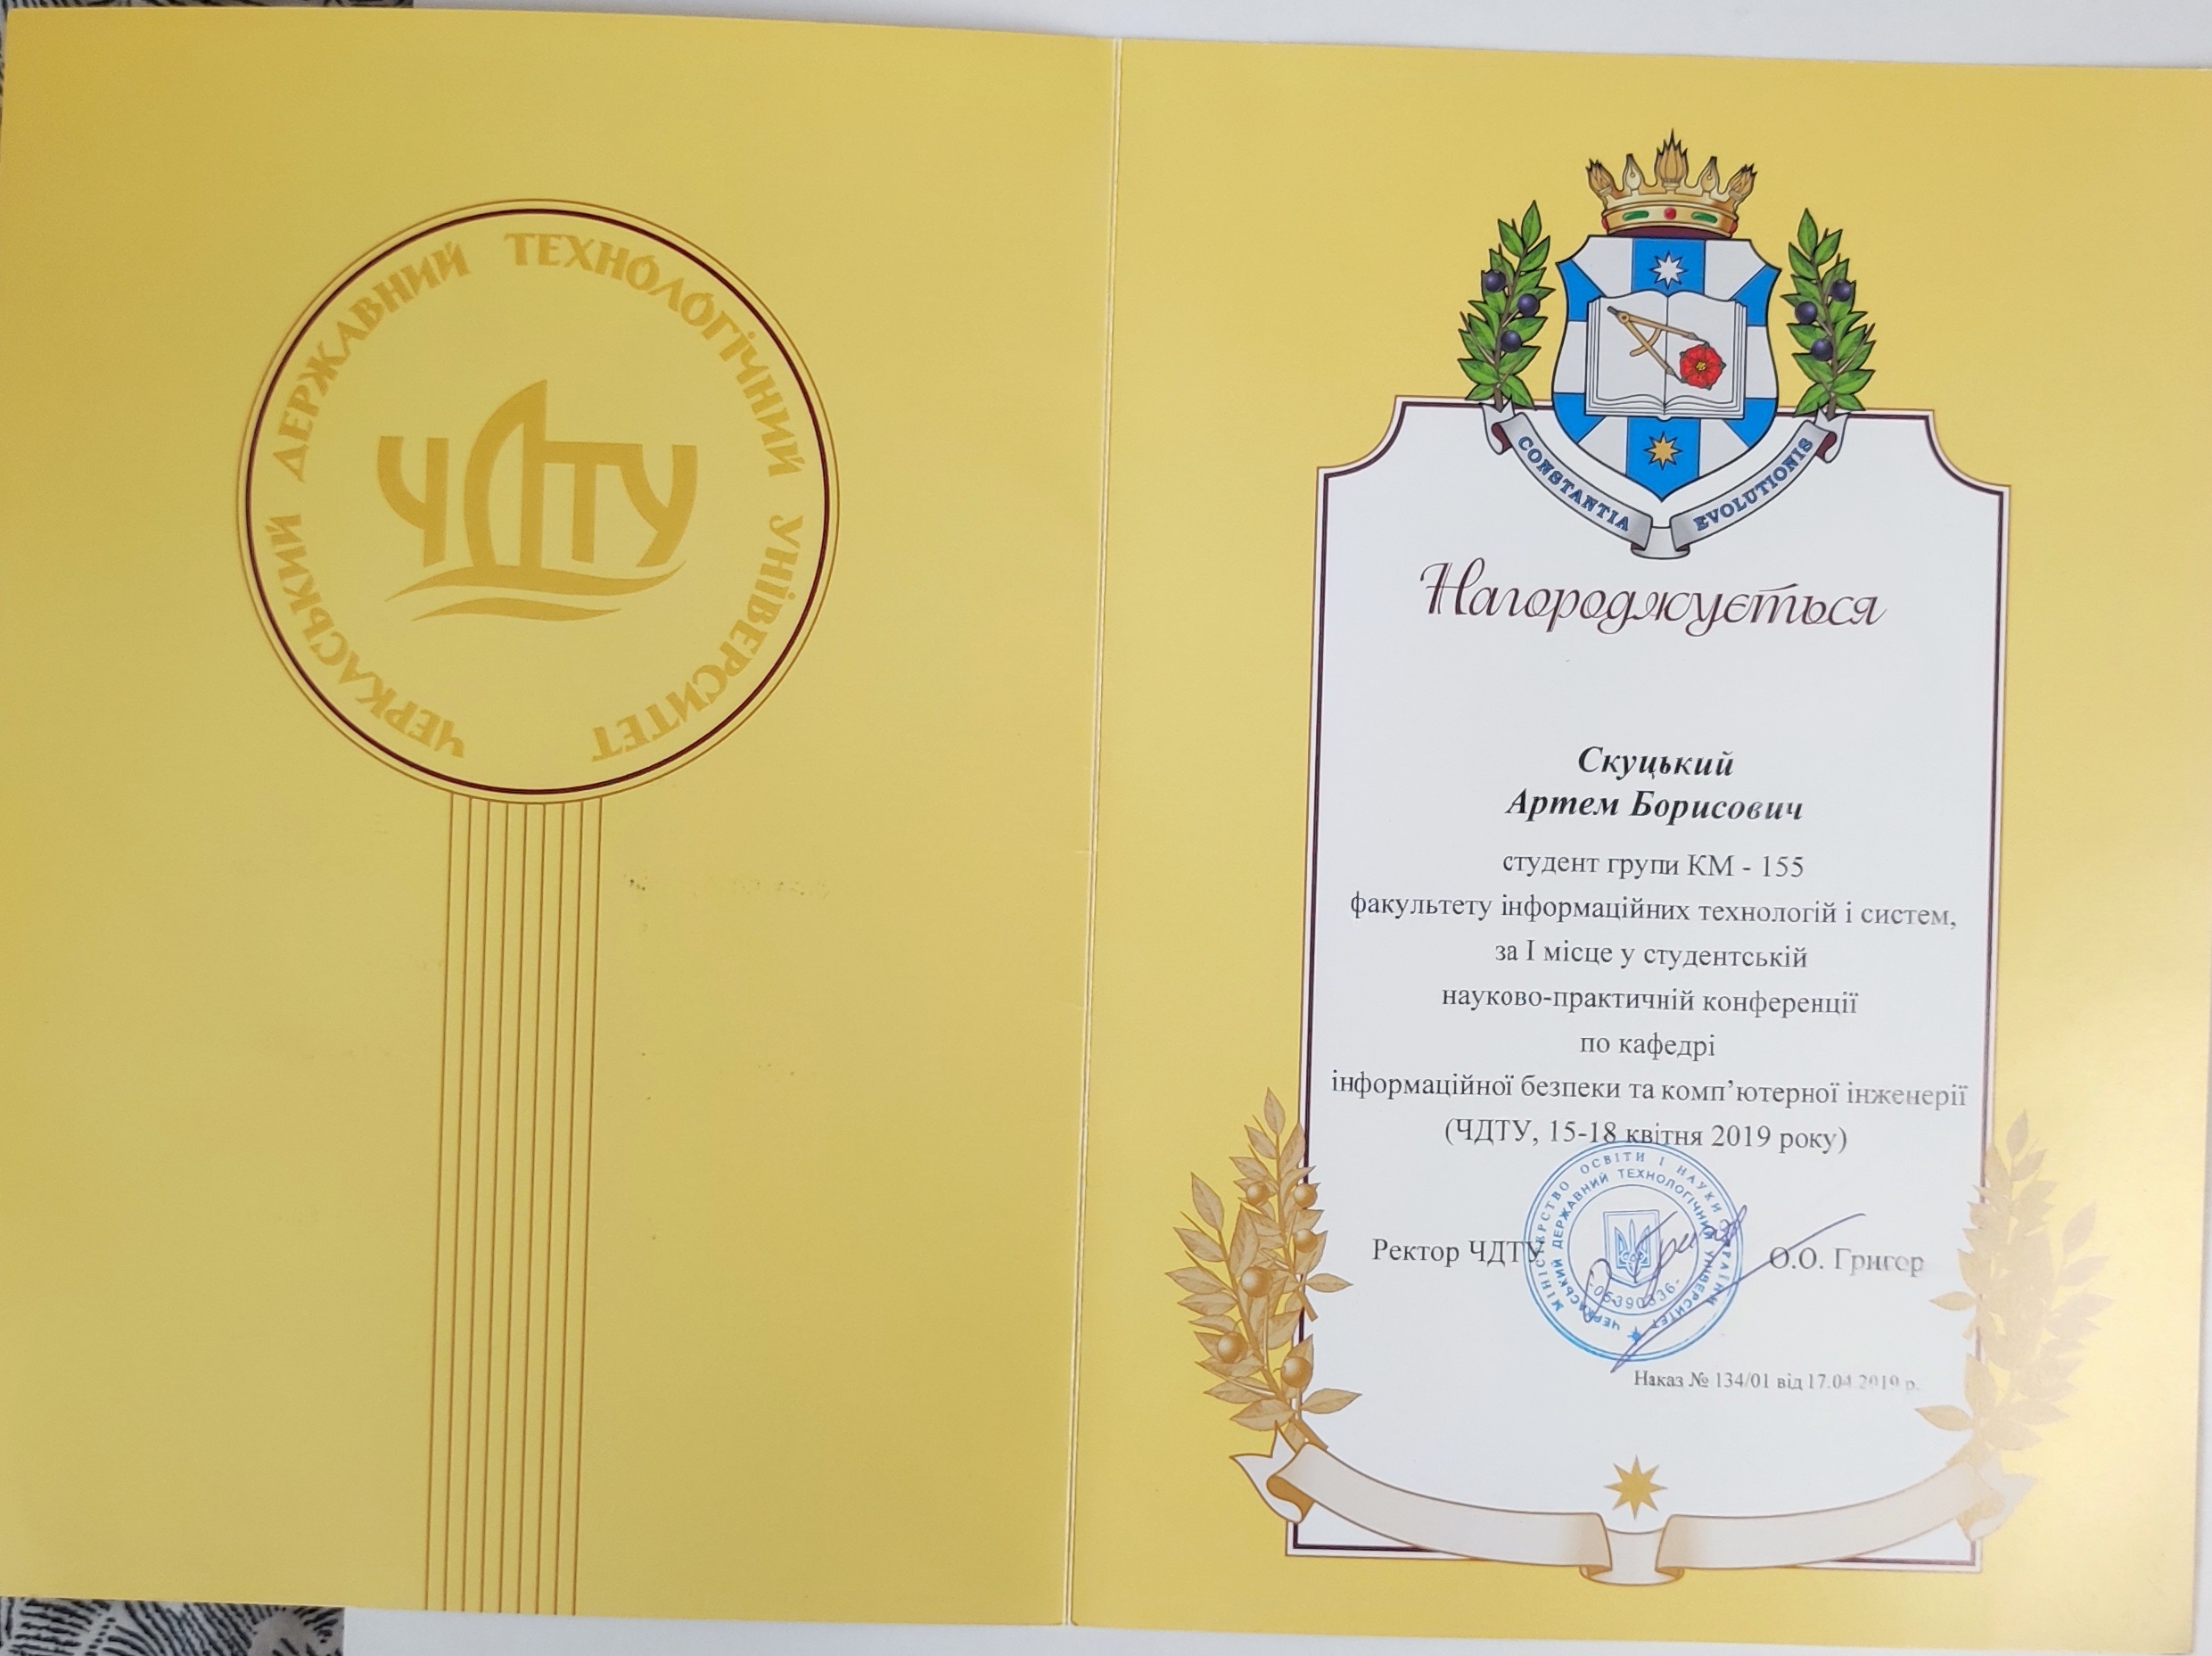 ЧЕРКАСЬКИЙ ДЕРЖАВНИЙ ТЕХНОЛОГІЧНИЙ УНІВЕРСИТЕТ
ЧДТУ
CONSTANTIA EVOLUTIONIS
Нагороджується
Скуцький
Артем Борисович
студент групи КМ - 155
факультету інформаційних технологій і систем,
за І місце у студентській
науково-практичній конференції
по кафедрі
інформаційної безпеки та комп’ютерної інженерії
(ЧДТУ, 15-18 квітня 2019 року)
МІНІСТЕРСТВО ОСВІТИ І НАУКИ УКРАЇНИ
ЧЕРКАСЬКИЙ ДЕРЖАВНИЙ ТЕХНОЛОГІЧНИЙ УНІВЕРСИТЕТ
Ректор ЧДТУ О.О. Григор
Наказ № 134/01 від 17.04.2019 р.